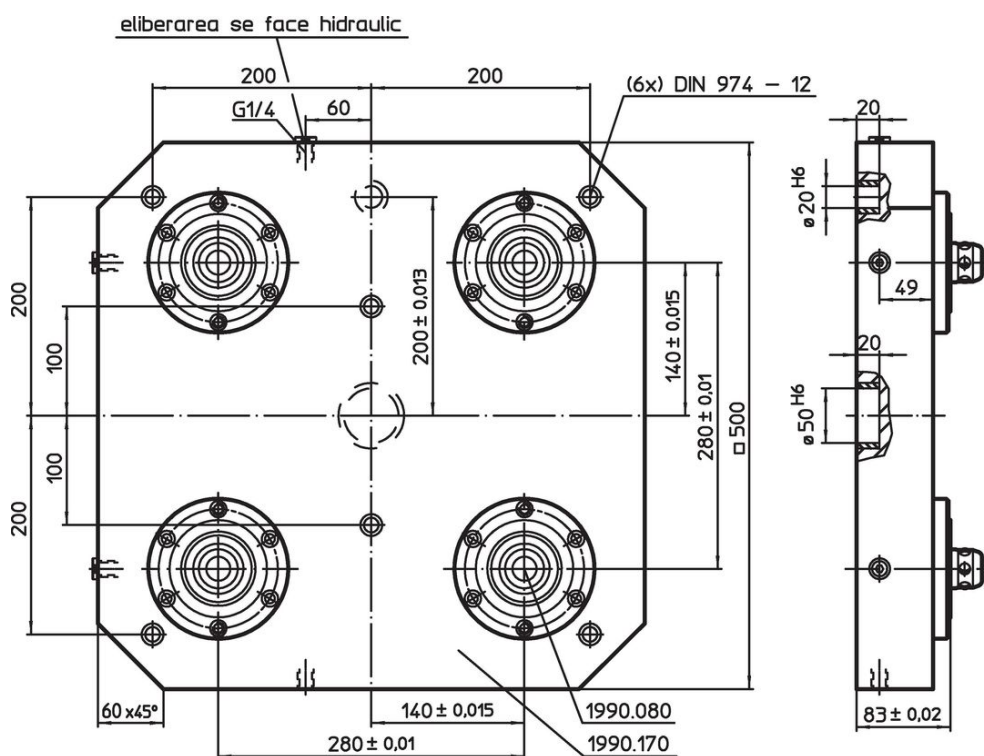 eliberarea se face hidraulic
200
200
(6x) DIN 974 - 12
G1/4
60
20
ø20 H6
49
200
100
200 ± 0,013
140 ± 0,015
20
280 ± 0,01
□ 500
ø50 H6
100
200
60 x45°
140 ± 0,015
1990.080
83 ± 0,02
280 ± 0,01
1990.170